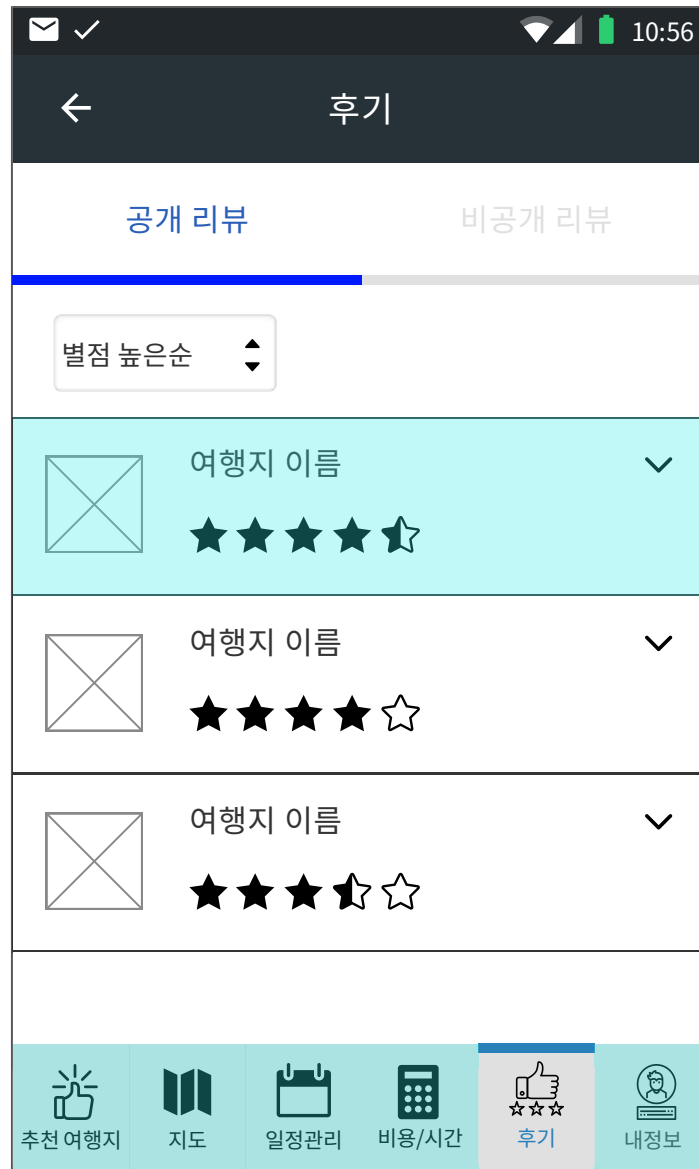 10:56
후기
공개 리뷰
비공개 리뷰
별점 높은순
여행지 이름
여행지 이름
여행지 이름
추천 여행지
지도
일정관리
비용/시간
후기
내정보